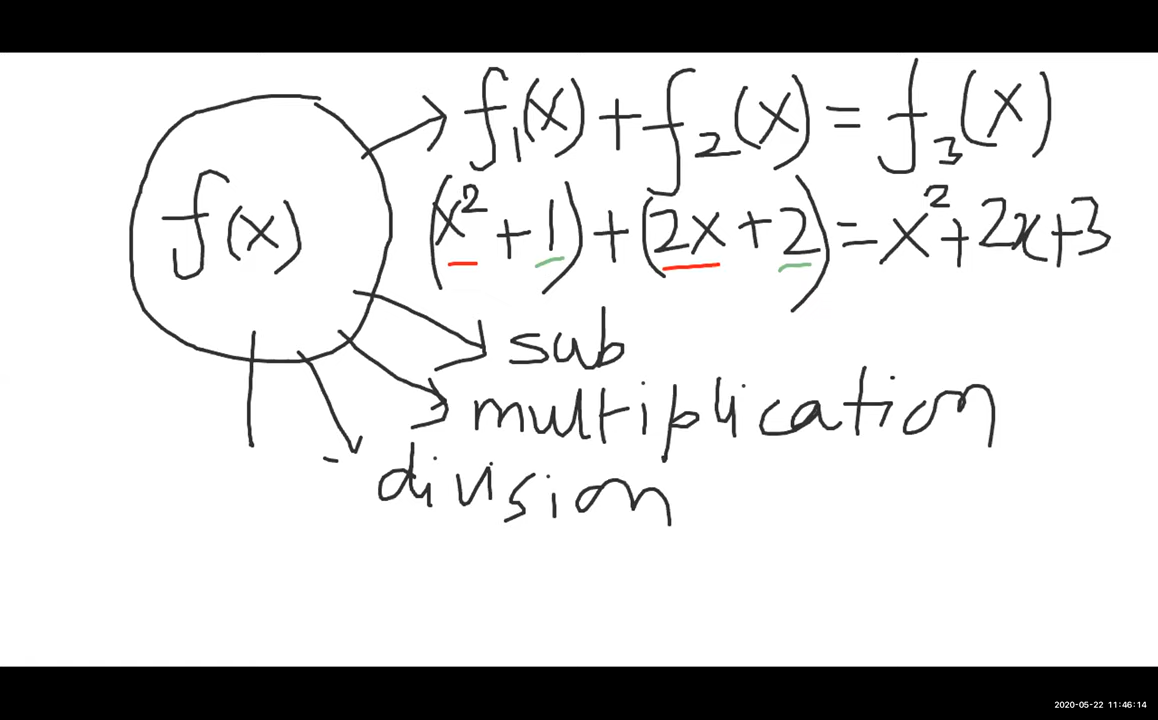 f₁(x) + f₂(x) = f₃(x)
f(x)
(x² + 1) + (2x + 2) = x² + 2x + 3
sub
multiplication
division
2020-05-22 11:46:14